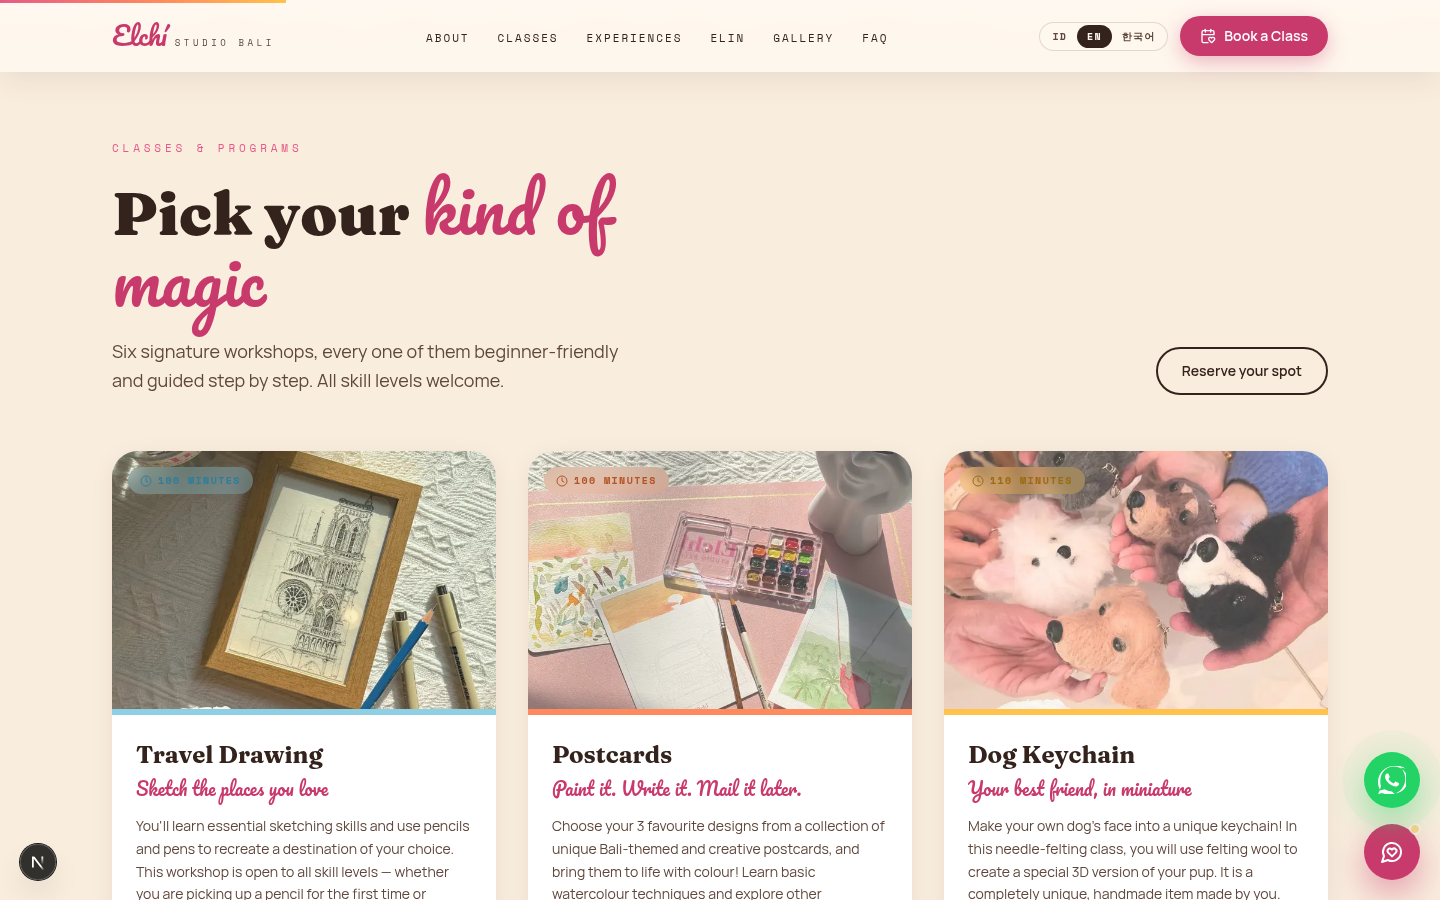 Elchí STUDIO BALI
ABOUT CLASSES EXPERIENCES ELIN GALLERY FAQ
ID EN 한국어
Book a Class
CLASSES & PROGRAMS
Pick your kind of
magic
Six signature workshops, every one of them beginner-friendly
and guided step by step. All skill levels welcome.
Reserve your spot
100 MINUTES
100 MINUTES
110 MINUTES
Travel Drawing
Sketch the places you love
You'll learn essential sketching skills and use pencils
and pens to recreate a destination of your choice.
This workshop is open to all skill levels — whether
you are picking up a pencil for the first time or
Postcards
Paint it. Write it. Mail it later.
Choose your 3 favourite designs from a collection of
unique Bali-themed and creative postcards, and
bring them to life with colour! Learn basic
watercolour techniques and explore other
Dog Keychain
Your best friend, in miniature
Make your own dog's face into a unique keychain! In
this needle-felting class, you will use felting wool to
create a special 3D version of your pup. It is a
completely unique, handmade item made by you.
N